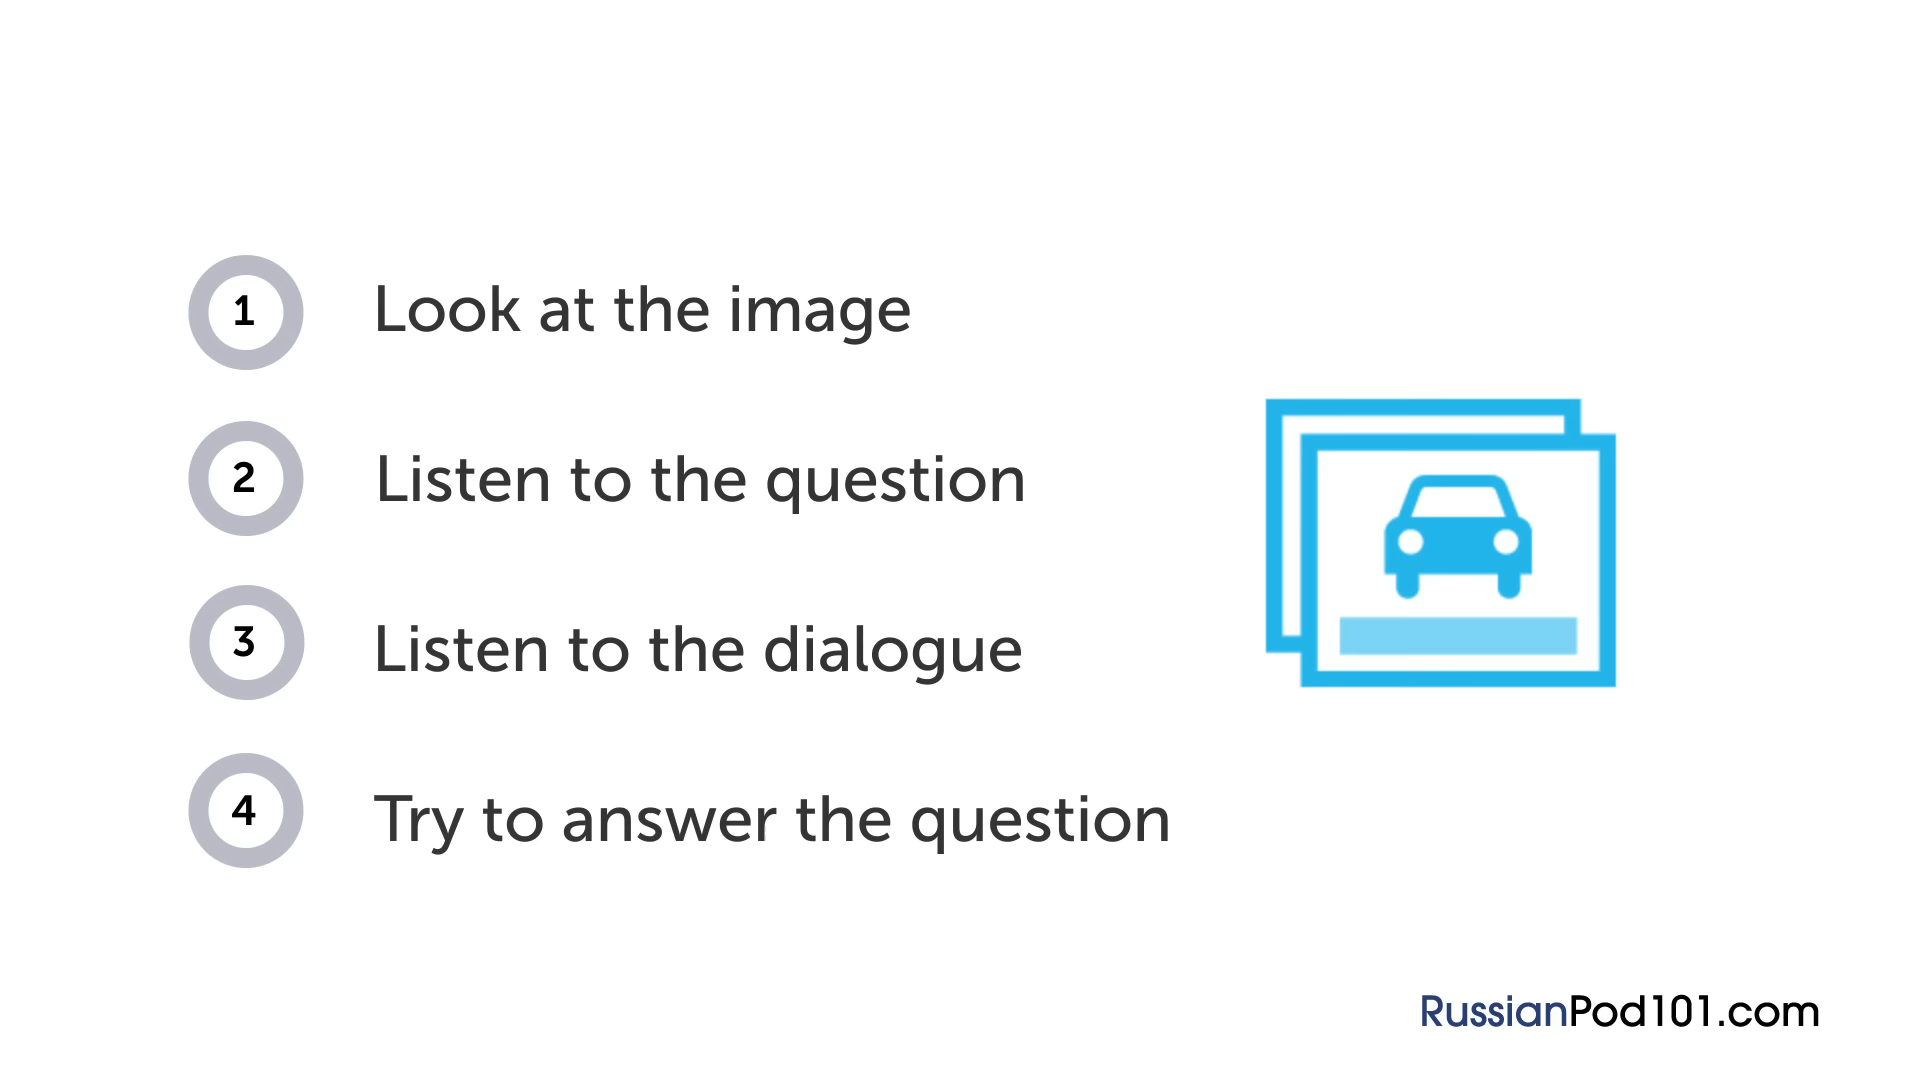 1 Look at the image
2 Listen to the question
3 Listen to the dialogue
4 Try to answer the question
RussianPod101.com